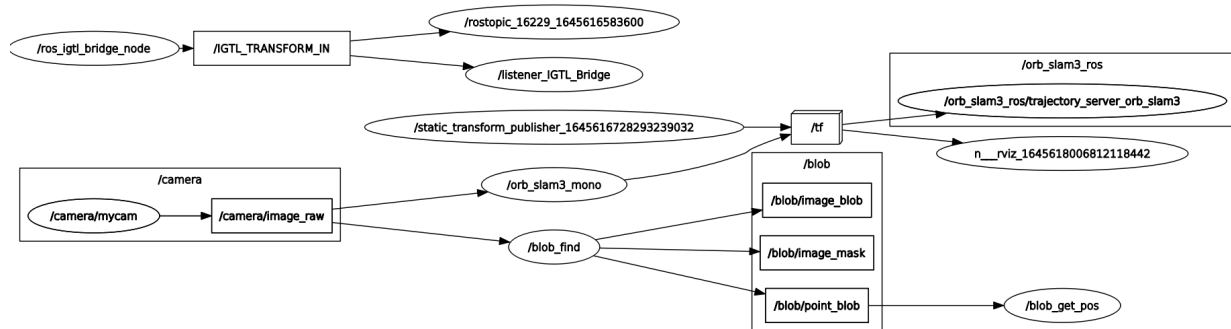 /rostopic_16229_1645616583600
/ros_igtl_bridge_node
/IGTL_TRANSFORM_IN
/listener_IGTL_Bridge
/orb_slam3_ros
/orb_slam3_ros/trajectory_server_orb_slam3
/static_transform_publisher_1645616728293239032
/tf
n__rviz_1645618006812118442
/camera
/blob
/orb_slam3_mono
/camera/mycam
/camera/image_raw
/blob/image_blob
/blob_find
/blob/image_mask
/blob/point_blob
/blob_get_pos